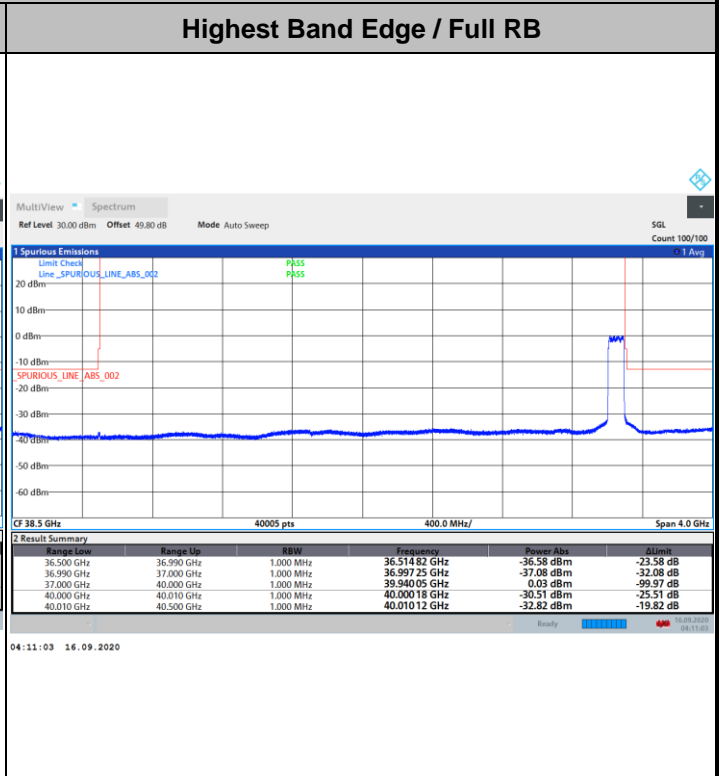 Highest Band Edge / Full RB
MultiView Spectrum
Ref Level 30.00 dBm Offset 49.80 dB Mode Auto Sweep SGL
Count 100/100
1 Spurious Emissions 1 Avg
Limit Check PASS
Line _SPURIOUS_LINE_ABS_002 PASS
20 dBm
10 dBm
0 dBm
-10 dBm
_SPURIOUS_LINE_ABS_002
-20 dBm
-30 dBm
-40 dBm
-50 dBm
-60 dBm
CF 38.5 GHz 40005 pts 400.0 MHz/ Span 4.0 GHz
2 Result Summary
Range Low Range Up RBW Frequency Power Abs ΔLimit
36.500 GHz 36.990 GHz 1.000 MHz 36.514 82 GHz -36.58 dBm -23.58 dB
36.990 GHz 37.000 GHz 1.000 MHz 36.997 25 GHz -37.08 dBm -32.08 dB
37.000 GHz 40.000 GHz 1.000 MHz 39.940 05 GHz 0.03 dBm -99.97 dB
40.000 GHz 40.010 GHz 1.000 MHz 40.000 18 GHz -30.51 dBm -25.51 dB
40.010 GHz 40.500 GHz 1.000 MHz 40.010 12 GHz -32.82 dBm -19.82 dB
Ready 16.09.2020
04:11:03
04:11:03 16.09.2020